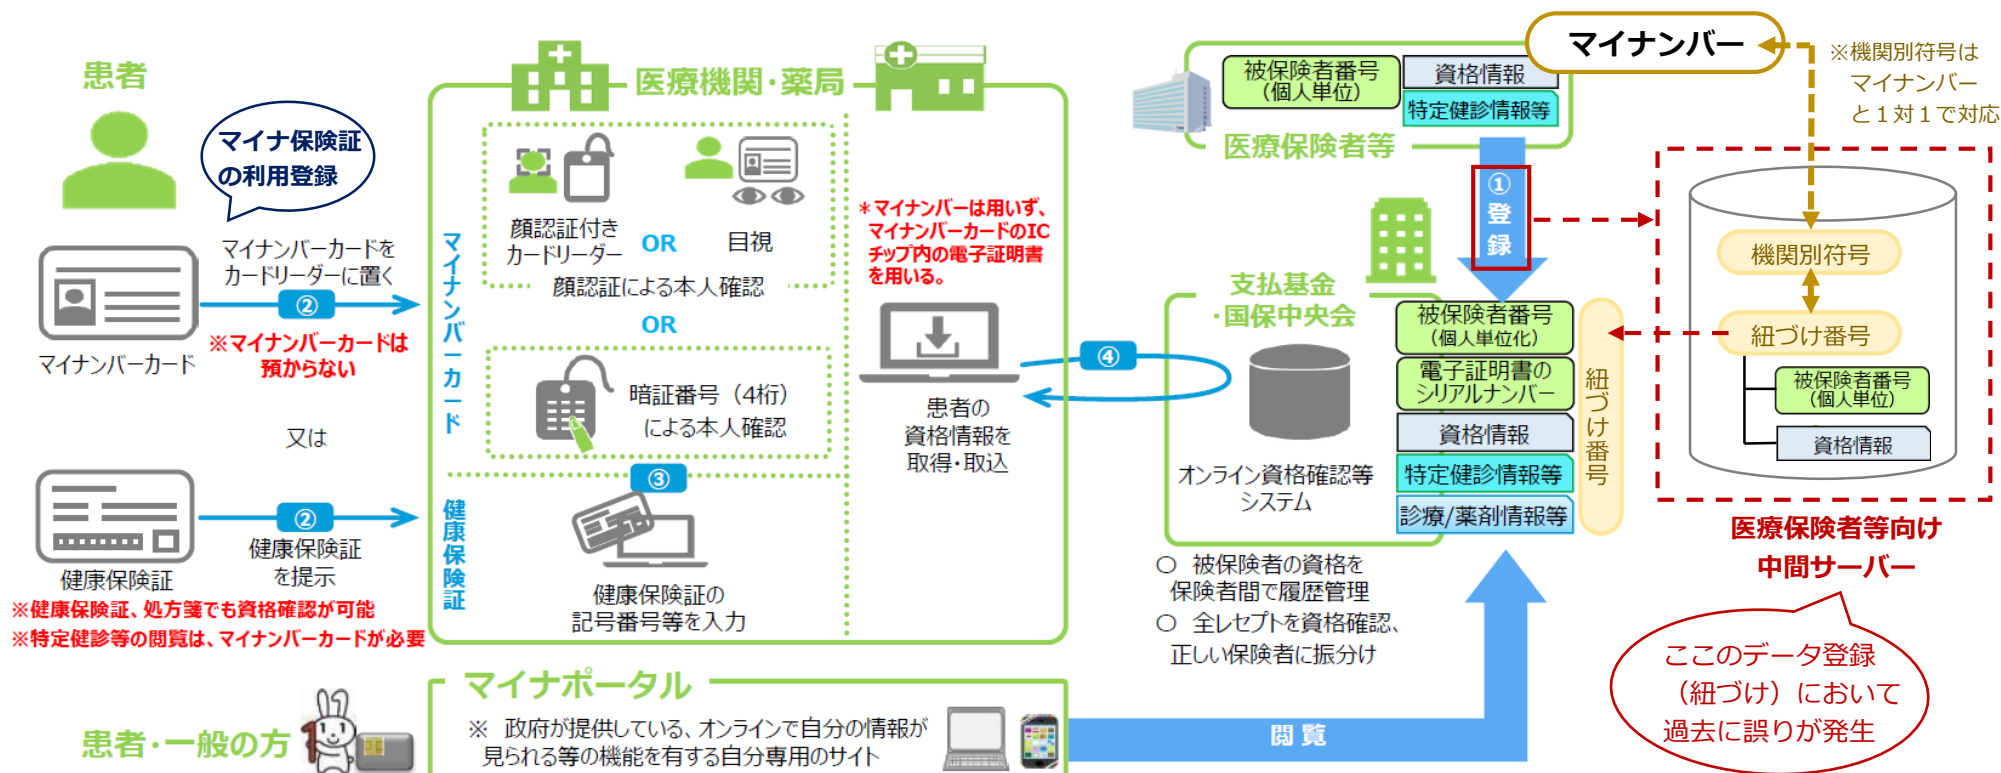 患者
マイナ保険証
の利用登録
マイナンバーカードを
カードリーダーに置く
②
※マイナンバーカードは
預からない
マイナンバーカード
又は
②
健康保険証
を提示
健康保険証
※健康保険証、処方箋でも資格確認が可能
※特定健診等の閲覧は、マイナンバーカードが必要
医療機関・薬局
マイナンバーカード
顔認証付き
カードリーダー
OR
目視
顔認証による本人確認
OR
暗証番号（4桁）
による本人確認
健康保険証
③
健康保険証の
記号番号等を入力
＊マイナンバーは用いず、
マイナンバーカードのIC
チップ内の電子証明書
を用いる。
患者の
資格情報を
取得・取込
④
マイナンバー
※機関別符号は
マイナンバー
と１対１で対応
被保険者番号
（個人単位）
資格情報
特定健診情報等
医療保険者等
①
登
録
支払基金
・国保中央会
オンライン資格確認等
システム
被保険者番号
（個人単位化）
電子証明書の
シリアルナンバー
資格情報
特定健診情報等
診療/薬剤情報等
紐づけ番号
○ 被保険者の資格を
保険者間で履歴管理
○ 全レセプトを資格確認、
正しい保険者に振分け
機関別符号
紐づけ番号
被保険者番号
（個人単位）
資格情報
医療保険者等向け
中間サーバー
ここのデータ登録
（紐づけ）において
過去に誤りが発生
患者・一般の方
マイナポータル
※ 政府が提供している、オンラインで自分の情報が
見られる等の機能を有する自分専用のサイト
閲覧